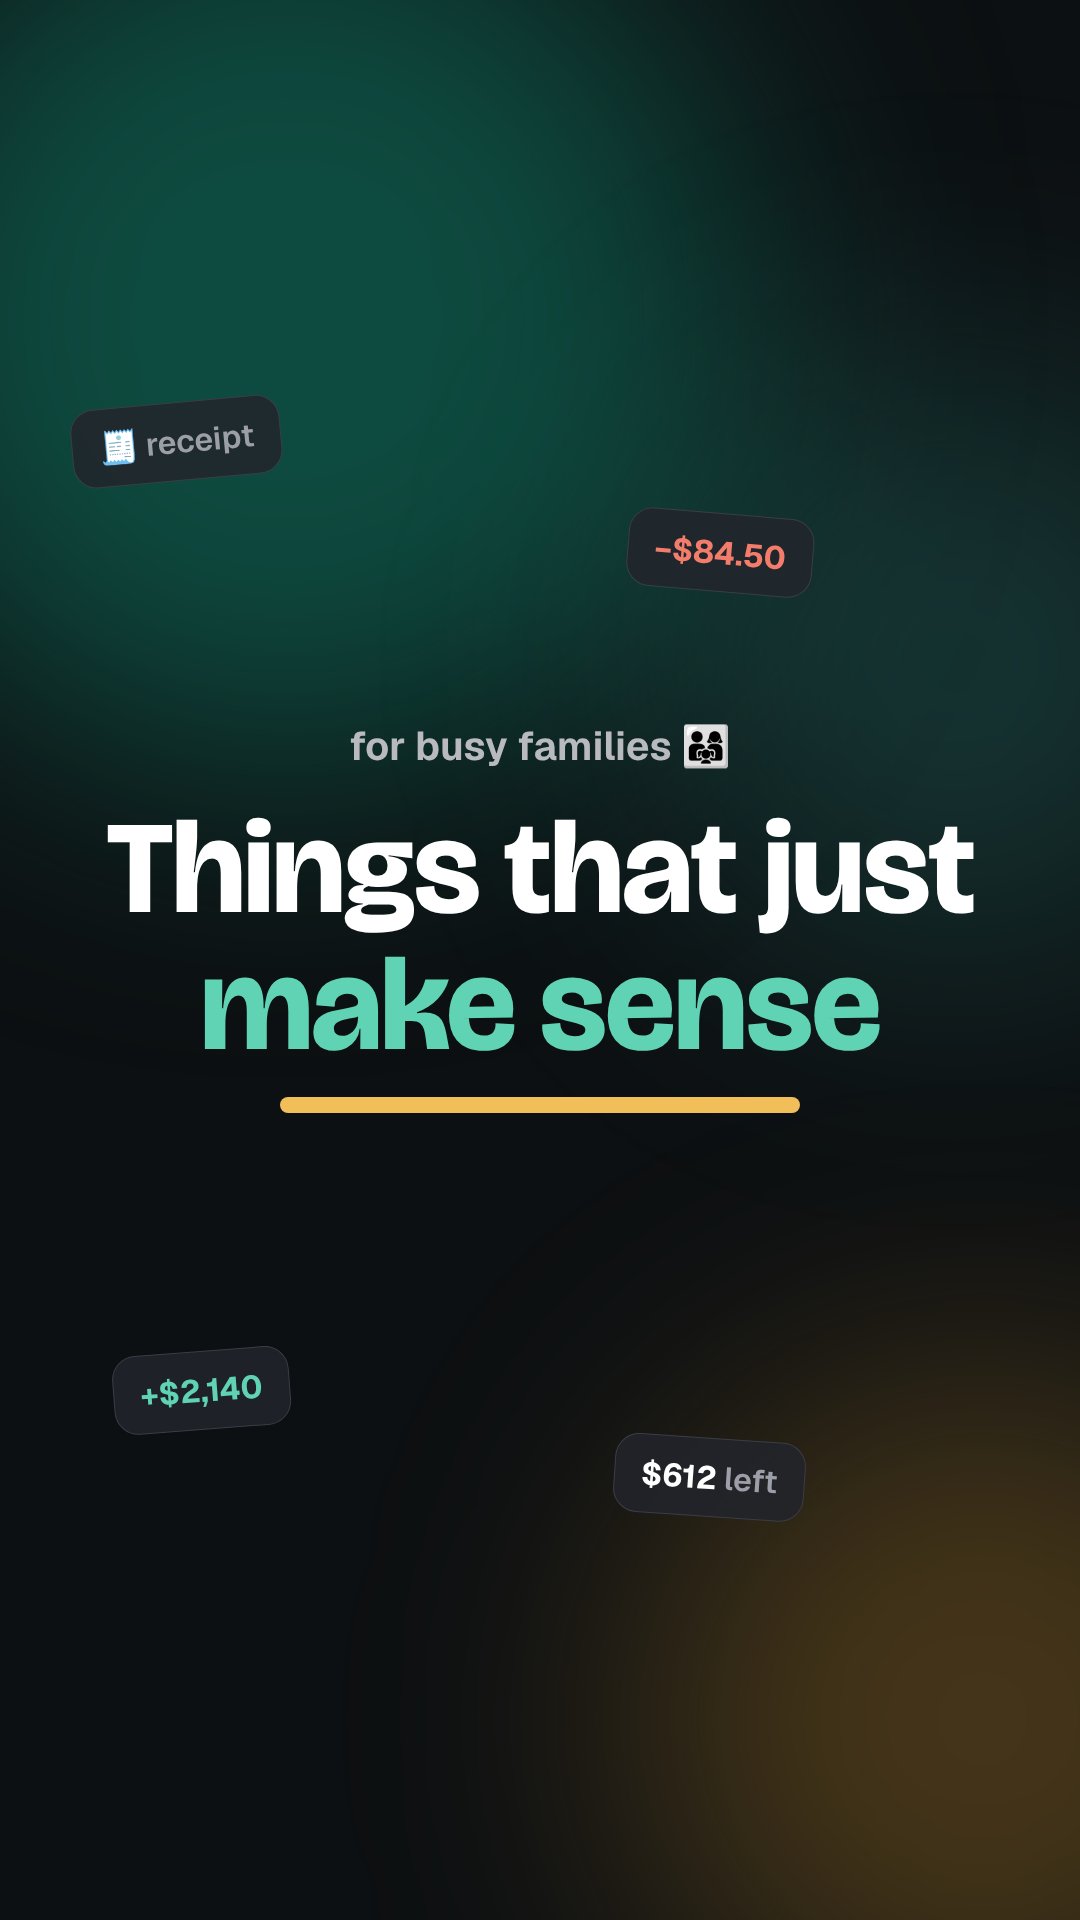 🧾 receipt
−$84.50
for busy families 👨‍👩‍👧
Things that just
make sense
+$2,140
$612 left